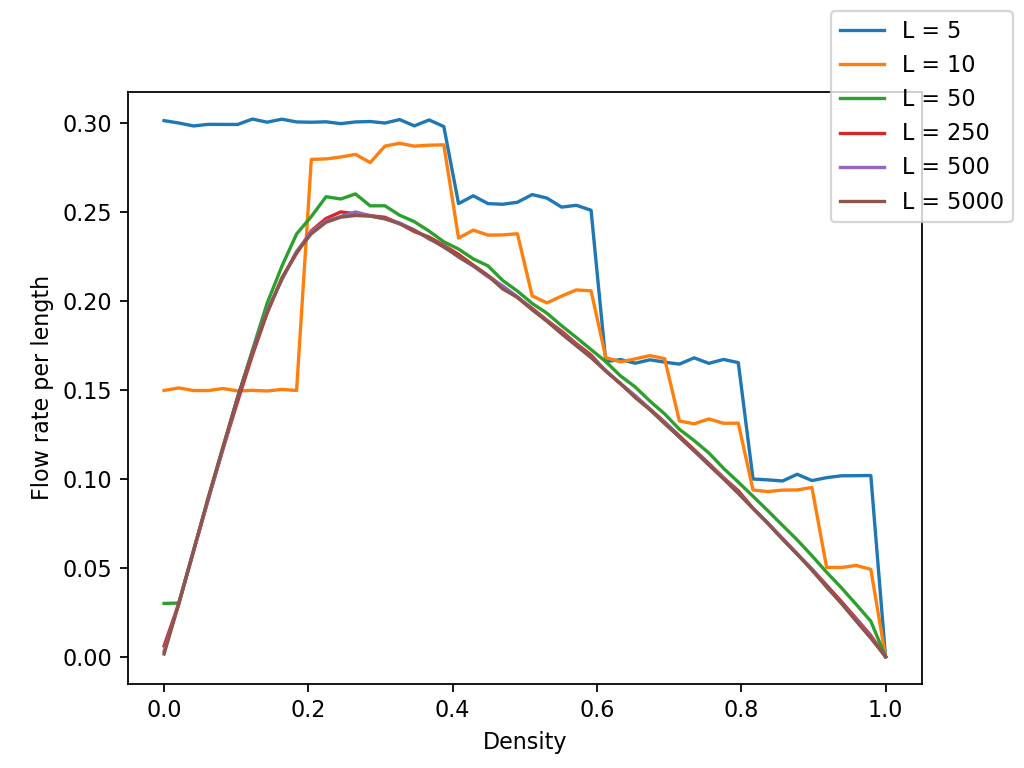 L = 5
L = 10
L = 50
L = 250
L = 500
L = 5000
0.30
0.25
0.20
0.15
0.10
0.05
0.00
Flow rate per length
0.0 0.2 0.4 0.6 0.8 1.0
Density